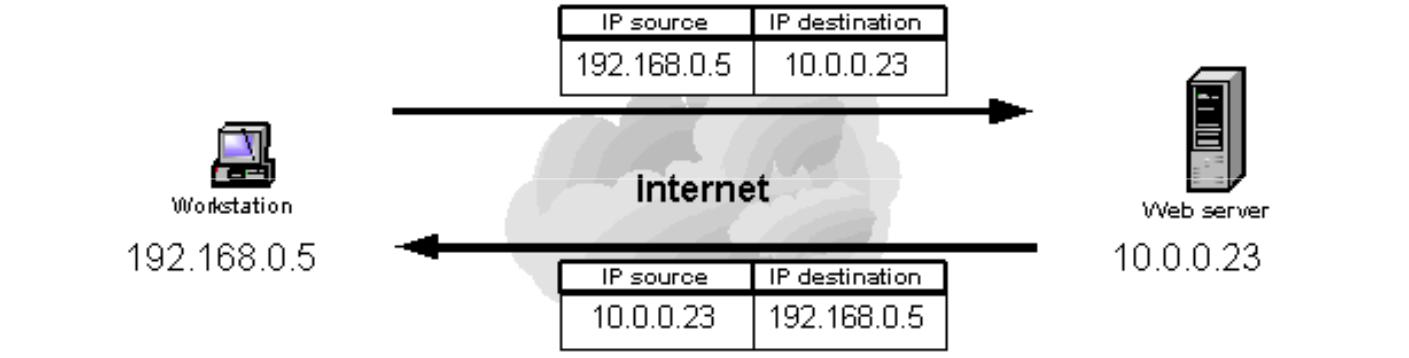 IP source IP destination
192.168.0.5 10.0.0.23
internet
Workstation
192.168.0.5
Web server
10.0.0.23
IP source IP destination
10.0.0.23 192.168.0.5